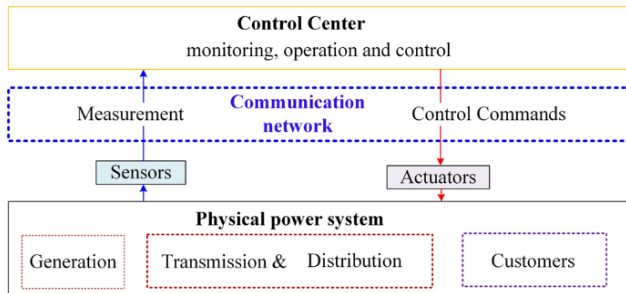 Control Center
monitoring, operation and control
Measurement
Communication
network
Control Commands
Sensors
Actuators
Physical power system
Generation
Transmission & Distribution
Customers